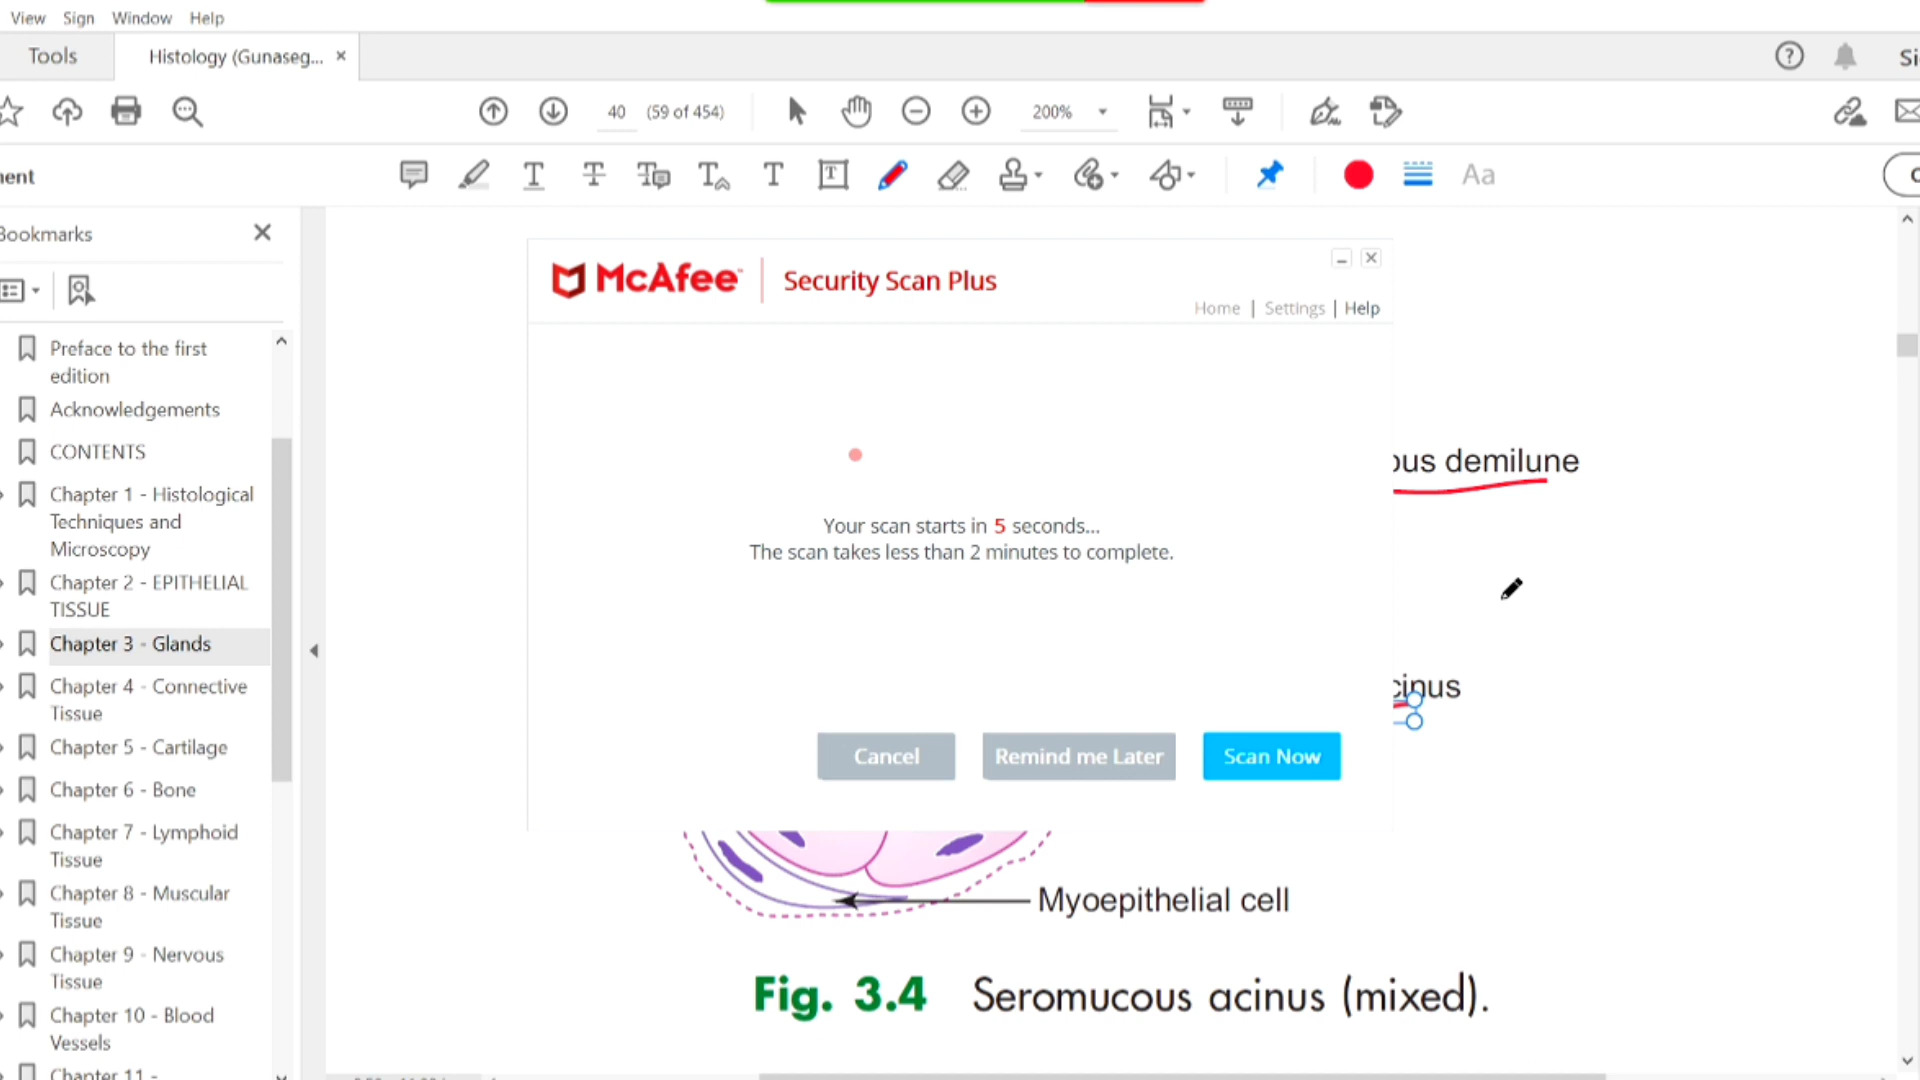 View Sign Window Help
Tools Histology (Gunaseg... ×
40 (59 of 454) 200%
Aa
Bookmarks
Preface to the first
edition
Acknowledgements
CONTENTS
Chapter 1 - Histological
Techniques and
Microscopy
Chapter 2 - EPITHELIAL
TISSUE
Chapter 3 - Glands
Chapter 4 - Connective
Tissue
Chapter 5 - Cartilage
Chapter 6 - Bone
Chapter 7 - Lymphoid
Tissue
Chapter 8 - Muscular
Tissue
Chapter 9 - Nervous
Tissue
Chapter 10 - Blood
Vessels
Chapter 11 -
McAfee Security Scan Plus
Home | Settings | Help
Your scan starts in 5 seconds...
The scan takes less than 2 minutes to complete.
Cancel Remind me Later Scan Now
ous demilune
cinus
Myoepithelial cell
Fig. 3.4 Seromucous acinus (mixed).